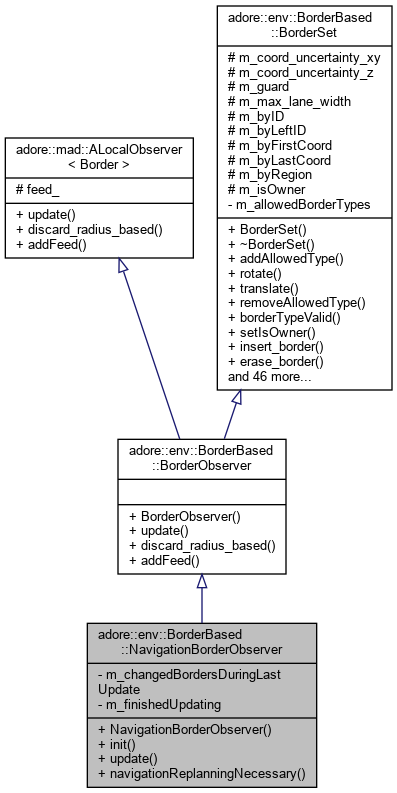 adore::env::BorderBased
::BorderSet
# m_coord_uncertainty_xy
# m_coord_uncertainty_z
# m_guard
# m_max_lane_width
# m_byID
# m_byLeftID
# m_byFirstCoord
# m_byLastCoord
# m_byRegion
# m_isOwner
- m_allowedBorderTypes
+ BorderSet()
+ ~BorderSet()
+ addAllowedType()
+ rotate()
+ translate()
+ removeAllowedType()
+ borderTypeValid()
+ setIsOwner()
+ insert_border()
+ erase_border()
and 46 more...
adore::mad::ALocalObserver
< Border >
# feed_
+ update()
+ discard_radius_based()
+ addFeed()
adore::env::BorderBased
::BorderObserver
+ BorderObserver()
+ update()
+ discard_radius_based()
+ addFeed()
adore::env::BorderBased
::NavigationBorderObserver
- m_changedBordersDuringLast
Update
- m_finishedUpdating
+ NavigationBorderObserver()
+ init()
+ update()
+ navigationReplanningNecessary()